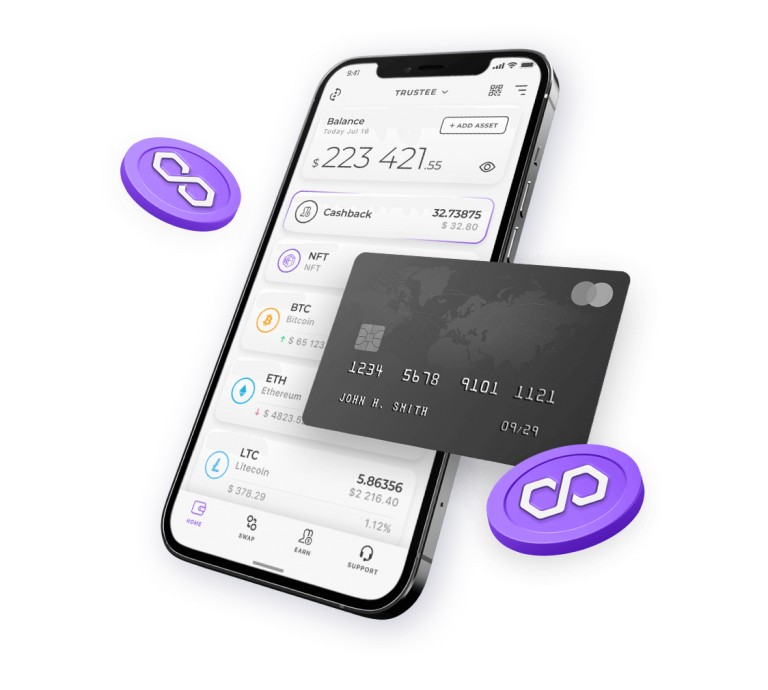 9:41
TRUSTEE
Balance
Today Jul 16
+ ADD ASSET
$ 223 421.55
Cashback
32.73875
$ 32.80
NFT
NFT
BTC
Bitcoin
↑ $ 65 123
ETH
Ethereum
↓ $ 4823.5
LTC
Litecoin
5.86356
$2 216.40
$ 378.29
1.12%
HOME
SWAP
EARN
SUPPORT
1234 5678 9101 1121
JOHN H. SMITH
09/29